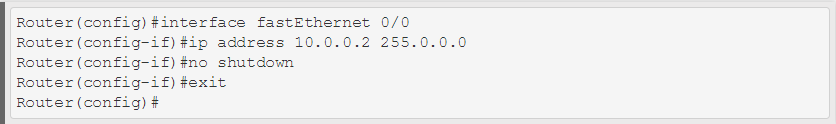 Router(config)#interface fastEthernet 0/0
Router(config-if)#ip address 10.0.0.2 255.0.0.0
Router(config-if)#no shutdown
Router(config-if)#exit
Router(config)#